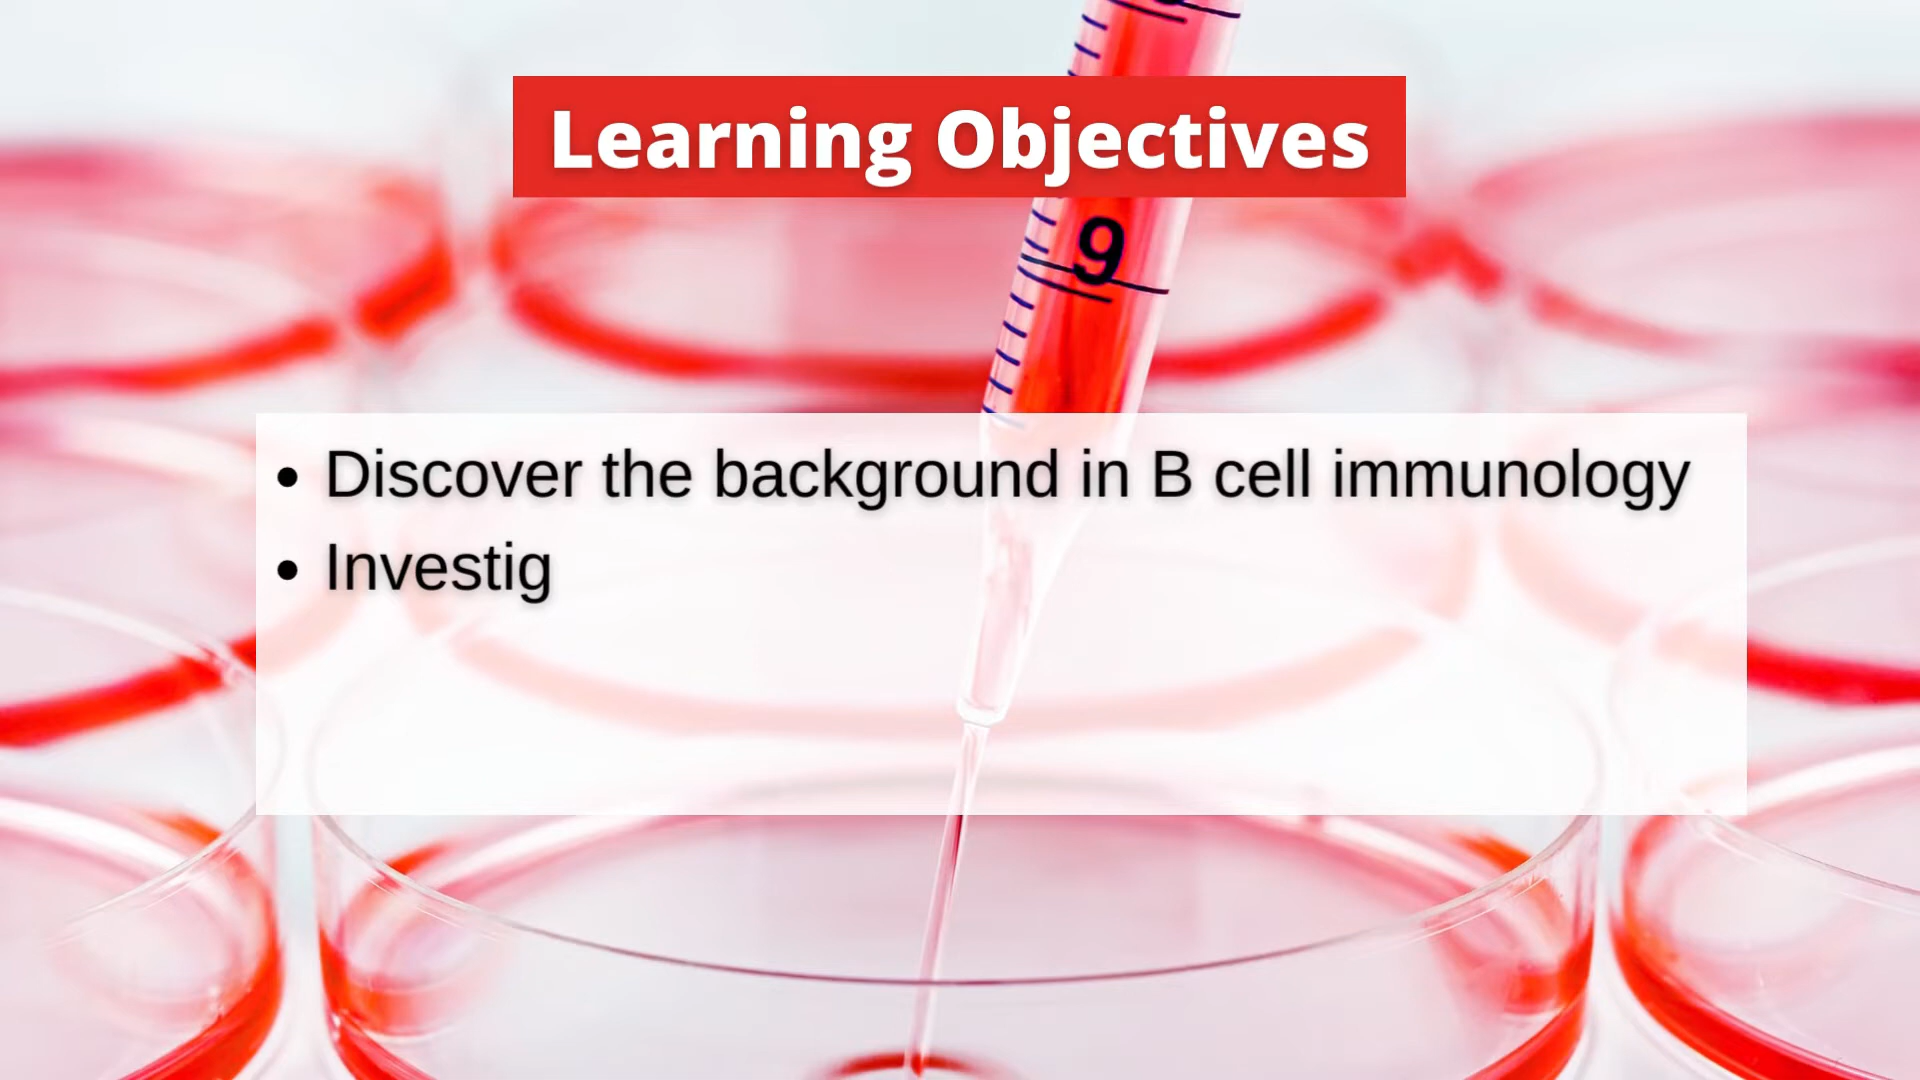 Learning Objectives
9
• Discover the background in B cell immunology
• Investig